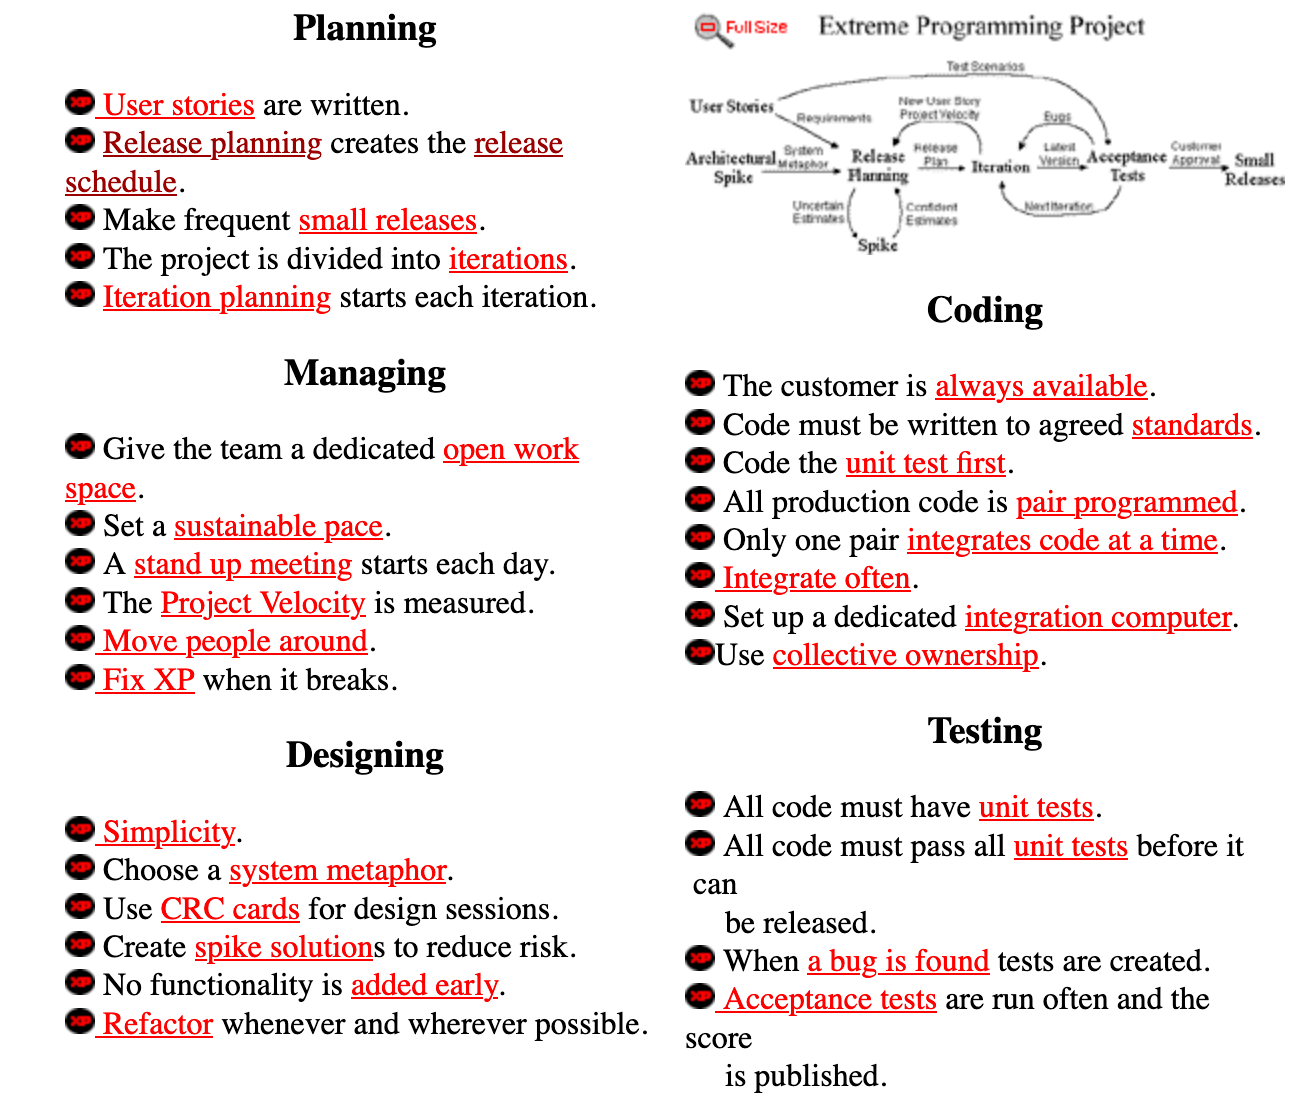 Planning
User stories are written.
Release planning creates the release
schedule.
Make frequent small releases.
The project is divided into iterations.
Iteration planning starts each iteration.
Managing
Give the team a dedicated open work
space.
Set a sustainable pace.
A stand up meeting starts each day.
The Project Velocity is measured.
Move people around.
Fix XP when it breaks.
Designing
Simplicity.
Choose a system metaphor.
Use CRC cards for design sessions.
Create spike solutions to reduce risk.
No functionality is added early.
Refactor whenever and wherever possible.
Full Size
Extreme Programming Project
Test Scenarios
User Stories
Requirements
New User Story
Project Velocity
Bugs
Architectural
Spike
System
Metaphor
Release
Planning
Release
Plan
Iteration
Latest
Version
Acceptance
Tests
Customer
Approval
Small
Releases
Uncertain
Estimates
Confident
Estimates
Next Iteration
Spike
Coding
The customer is always available.
Code must be written to agreed standards.
Code the unit test first.
All production code is pair programmed.
Only one pair integrates code at a time.
Integrate often.
Set up a dedicated integration computer.
Use collective ownership.
Testing
All code must have unit tests.
All code must pass all unit tests before it
can
be released.
When a bug is found tests are created.
Acceptance tests are run often and the
score
is published.